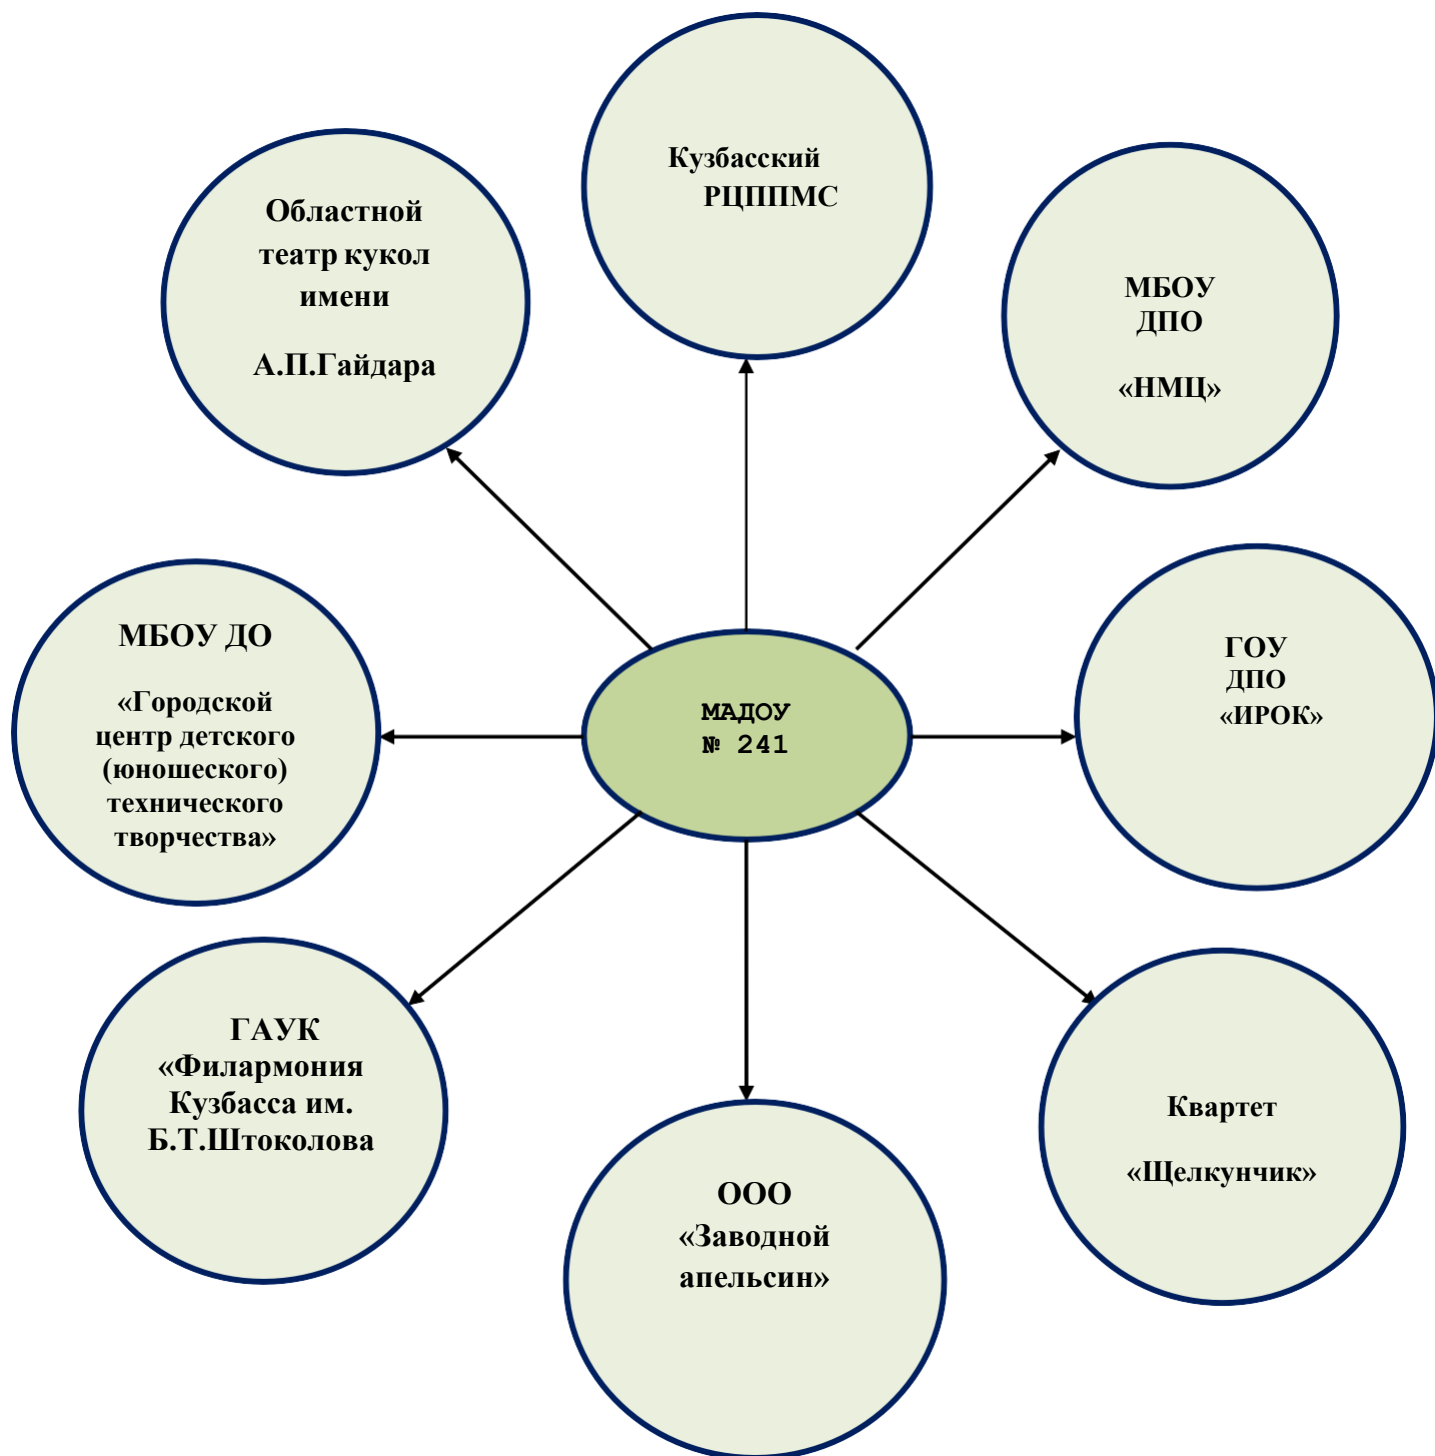 Кузбасский
РЦППМС
Областной
театр кукол
имени
А.П.Гайдара
МБОУ
ДПО
«НМЦ»
МБОУ ДО
«Городской
центр детского
(юношеского)
технического
творчества»
МАДОУ
№ 241
ГОУ
ДПО
«ИРОК»
ГАУК
«Филармония
Кузбасса им.
Б.Т.Штоколова
ООО
«Заводной
апельсин»
Квартет
«Щелкунчик»